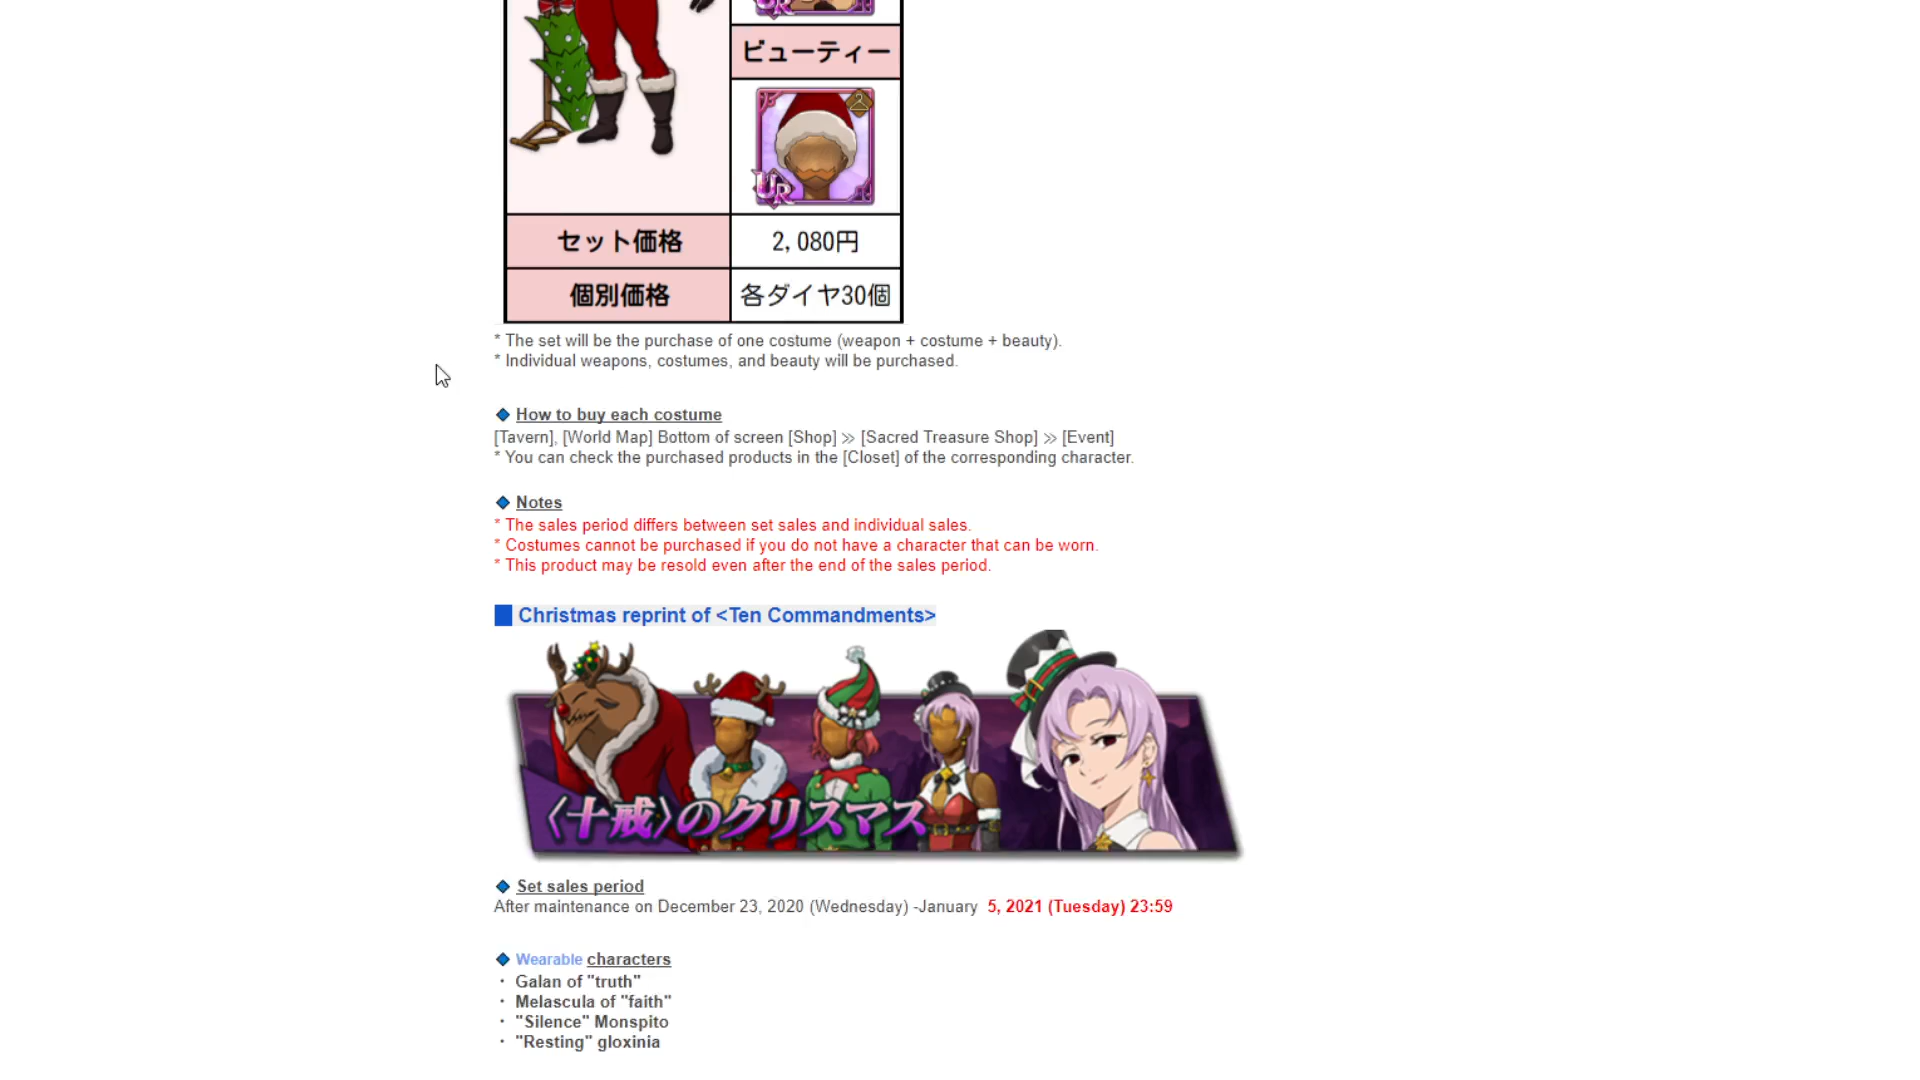 UR
ビューティー
UR
セット価格 2,080円
個別価格 各ダイヤ30個
* The set will be the purchase of one costume (weapon + costume + beauty).
* Individual weapons, costumes, and beauty will be purchased.
◆ How to buy each costume
[Tavern], [World Map] Bottom of screen [Shop] ≫ [Sacred Treasure Shop] ≫ [Event]
* You can check the purchased products in the [Closet] of the corresponding character.
◆ Notes
* The sales period differs between set sales and individual sales.
* Costumes cannot be purchased if you do not have a character that can be worn.
* This product may be resold even after the end of the sales period.
■ Christmas reprint of <Ten Commandments>
〈十戒〉のクリスマス
◆ Set sales period
After maintenance on December 23, 2020 (Wednesday) -January 5, 2021 (Tuesday) 23:59
◆ Wearable characters
・ Galan of "truth"
・ Melascula of "faith"
・ "Silence" Monspito
・ "Resting" gloxinia